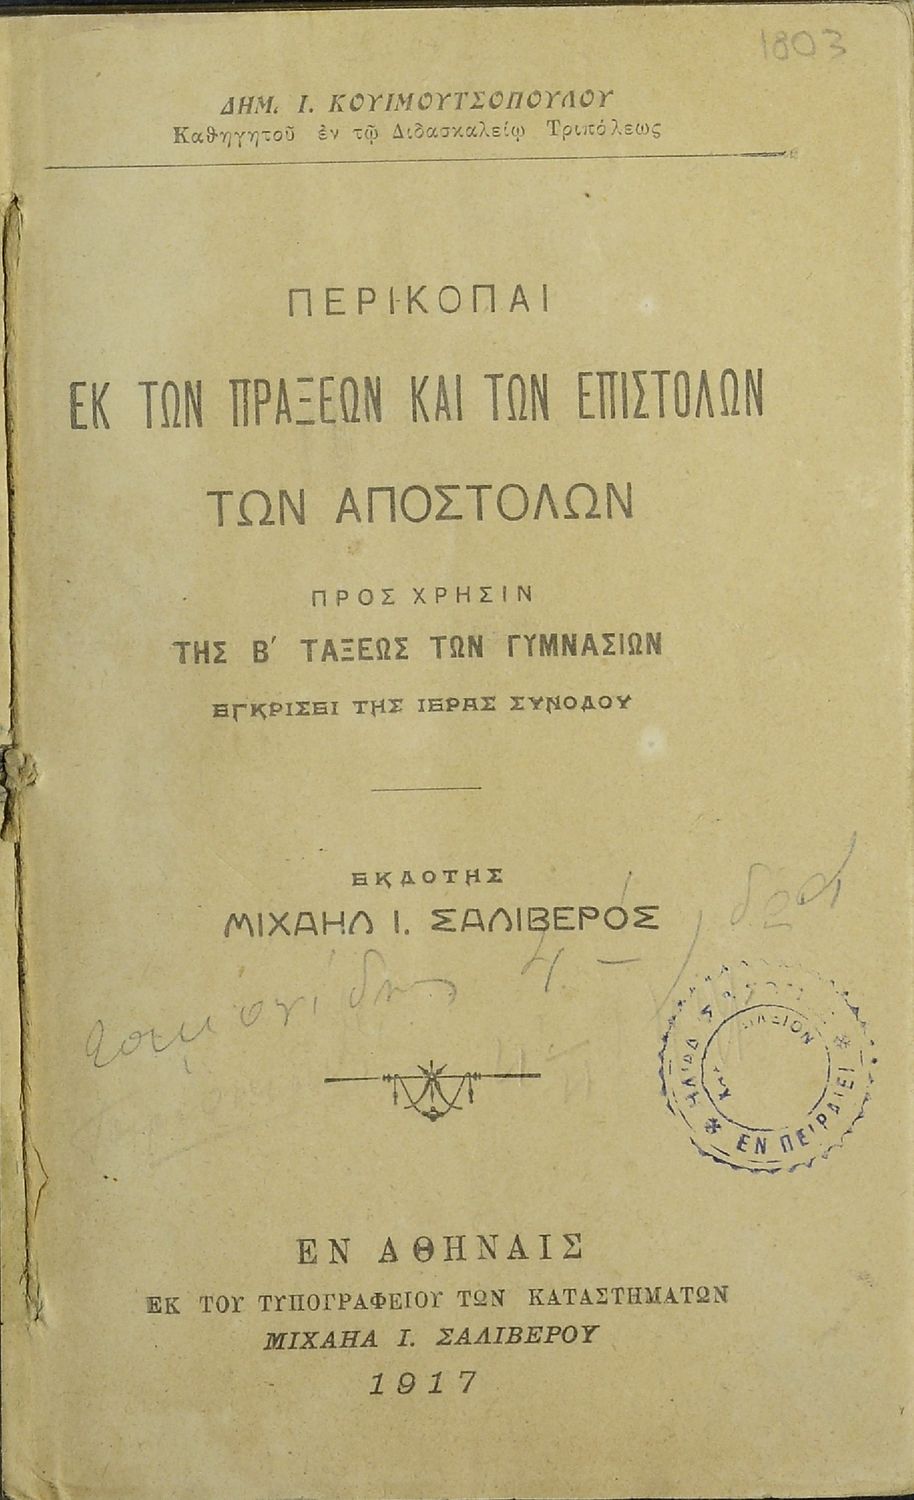 1803
ΔΗΜ. Ι. ΚΟΥΙΜΟΥΤΣΟΠΟΥΛΟΥ
Καθηγητοῦ ἐν τῷ Διδασκαλείῳ Τριπόλεως
ΠΕΡΙΚΟΠΑΙ
ΕΚ ΤΩΝ ΠΡΑΞΕΩΝ ΚΑΙ ΤΩΝ ΕΠΙΣΤΟΛΩΝ
ΤΩΝ ΑΠΟΣΤΟΛΩΝ
ΠΡΟΣ ΧΡΗΣΙΝ
ΤΗΣ Β΄ ΤΑΞΕΩΣ ΤΩΝ ΓΥΜΝΑΣΙΩΝ
ΕΓΚΡΙΣΕΙ ΤΗΣ ΙΕΡΑΣ ΣΥΝΟΔΟΥ
ΕΚΔΟΤΗΣ
ΜΙΧΑΗΛ Ι. ΣΑΛΙΒΕΡΟΣ
ΕΝ ΠΕΙΡΑΙΕΙ
ΕΝ ΑΘΗΝΑΙΣ
ΕΚ ΤΟΥ ΤΥΠΟΓΡΑΦΕΙΟΥ ΤΩΝ ΚΑΤΑΣΤΗΜΑΤΩΝ
ΜΙΧΑΗΛ Ι. ΣΑΛΙΒΕΡΟΥ
1917